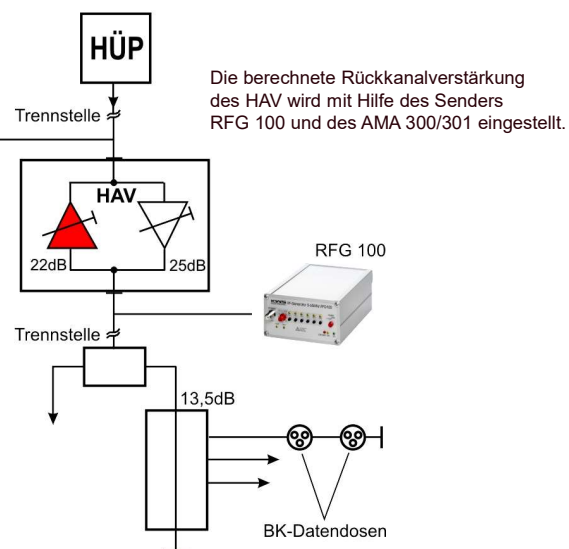 HÜP
Die berechnete Rückkanalverstärkung
des HAV wird mit Hilfe des Senders
RFG 100 und des AMA 300/301 eingestellt.
Trennstelle
HAV
22dB
25dB
RFG 100
Trennstelle
13,5dB
BK-Datendosen